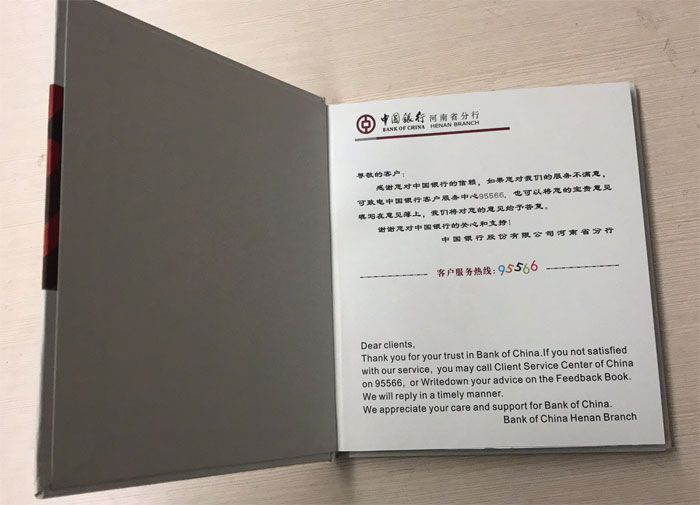 中国银行 河南省分行
BANK OF CHINA HENAN BRANCH
尊敬的客户：
感谢您对中国银行的信赖，如果您对我们的服务不满意，
可致电中国银行客户服务中心95566，也可以将您的宝贵意见
填写在意见簿上，我们将对您的意见给予答复。
谢谢您对中国银行的关心和支持！
中国银行股份有限公司河南省分行
客户服务热线：95566
Dear clients,
Thank you for your trust in Bank of China.If you not satisfied
with our service, you may call Client Service Center of China
on 95566, or Writedown your advice on the Feedback Book.
We will reply in a timely manner.
We appreciate your care and support for Bank of China.
Bank of China Henan Branch